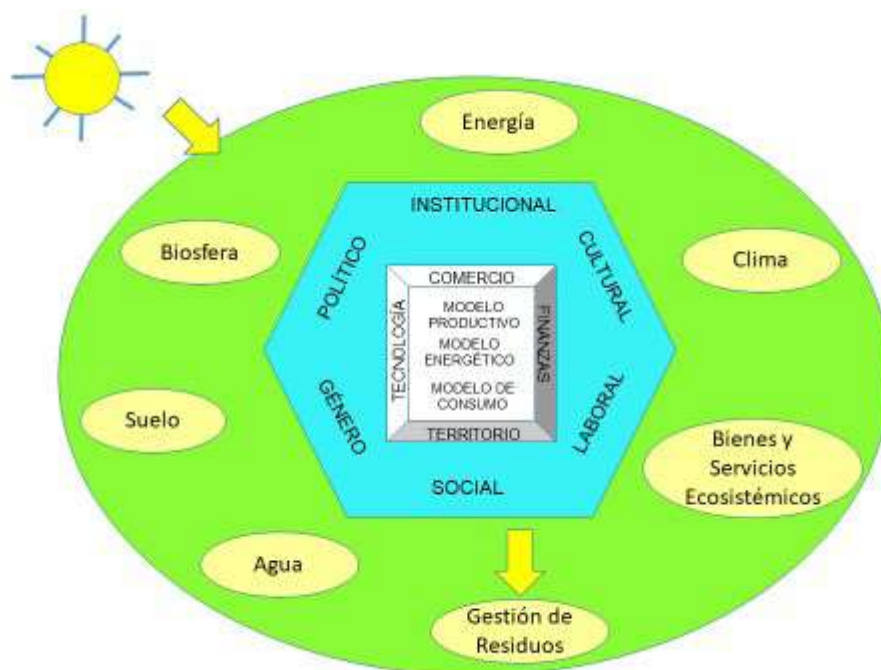 Energía
INSTITUCIONAL
Biosfera
POLÍTICO
CULTURAL
Clima
COMERCIO
TECNOLOGÍA
MODELO
PRODUCTIVO
MODELO
ENERGÉTICO
MODELO DE
CONSUMO
FINANZAS
TERRITORIO
Suelo
GÉNERO
LABORAL
Bienes y
Servicios
Ecosistémicos
SOCIAL
Agua
Gestión de
Residuos